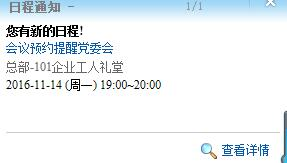 日程通知 - 1/1
您有新的日程!
会议预约提醒党委会
总部-101企业工人礼堂
2016-11-14 (周一) 19:00~20:00
查看详情